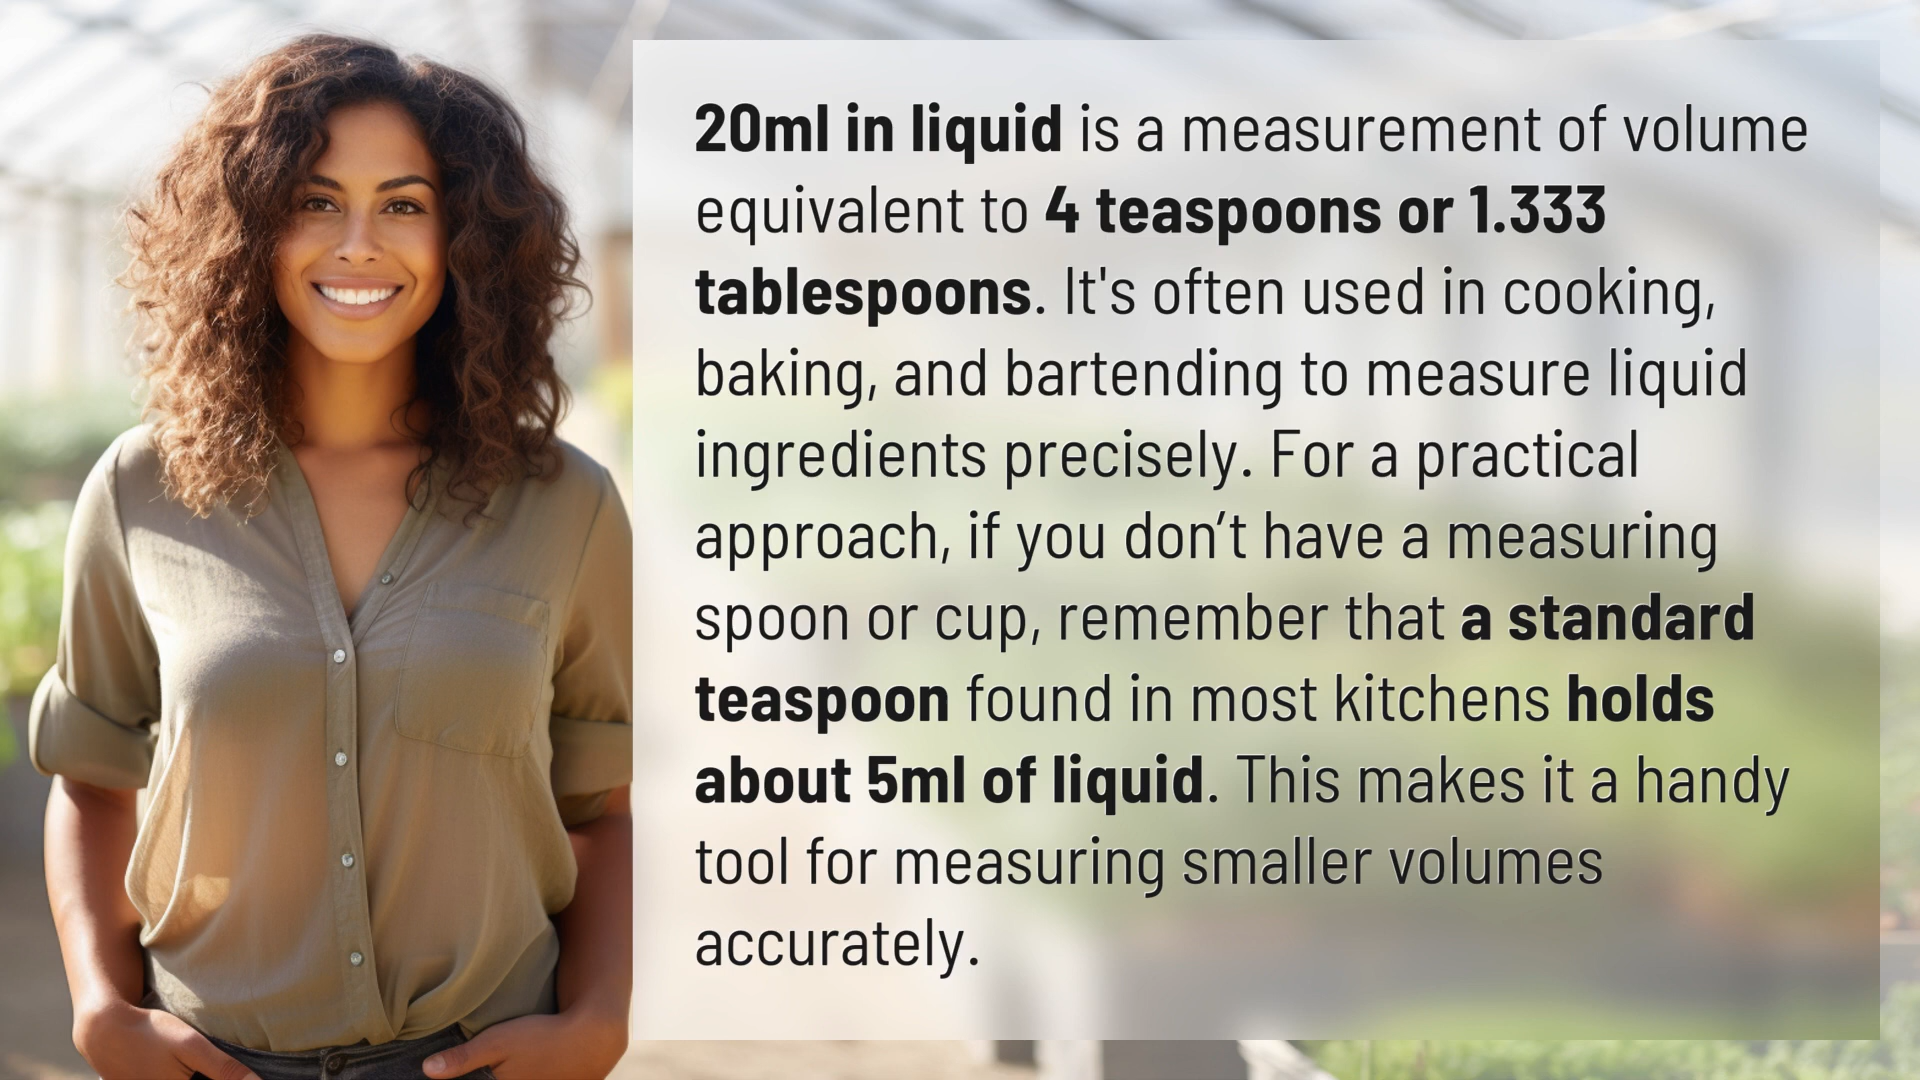 20ml in liquid is a measurement of volume
equivalent to 4 teaspoons or 1.333
tablespoons. It's often used in cooking,
baking, and bartending to measure liquid
ingredients precisely. For a practical
approach, if you don’t have a measuring
spoon or cup, remember that a standard
teaspoon found in most kitchens holds
about 5ml of liquid. This makes it a handy
tool for measuring smaller volumes
accurately.